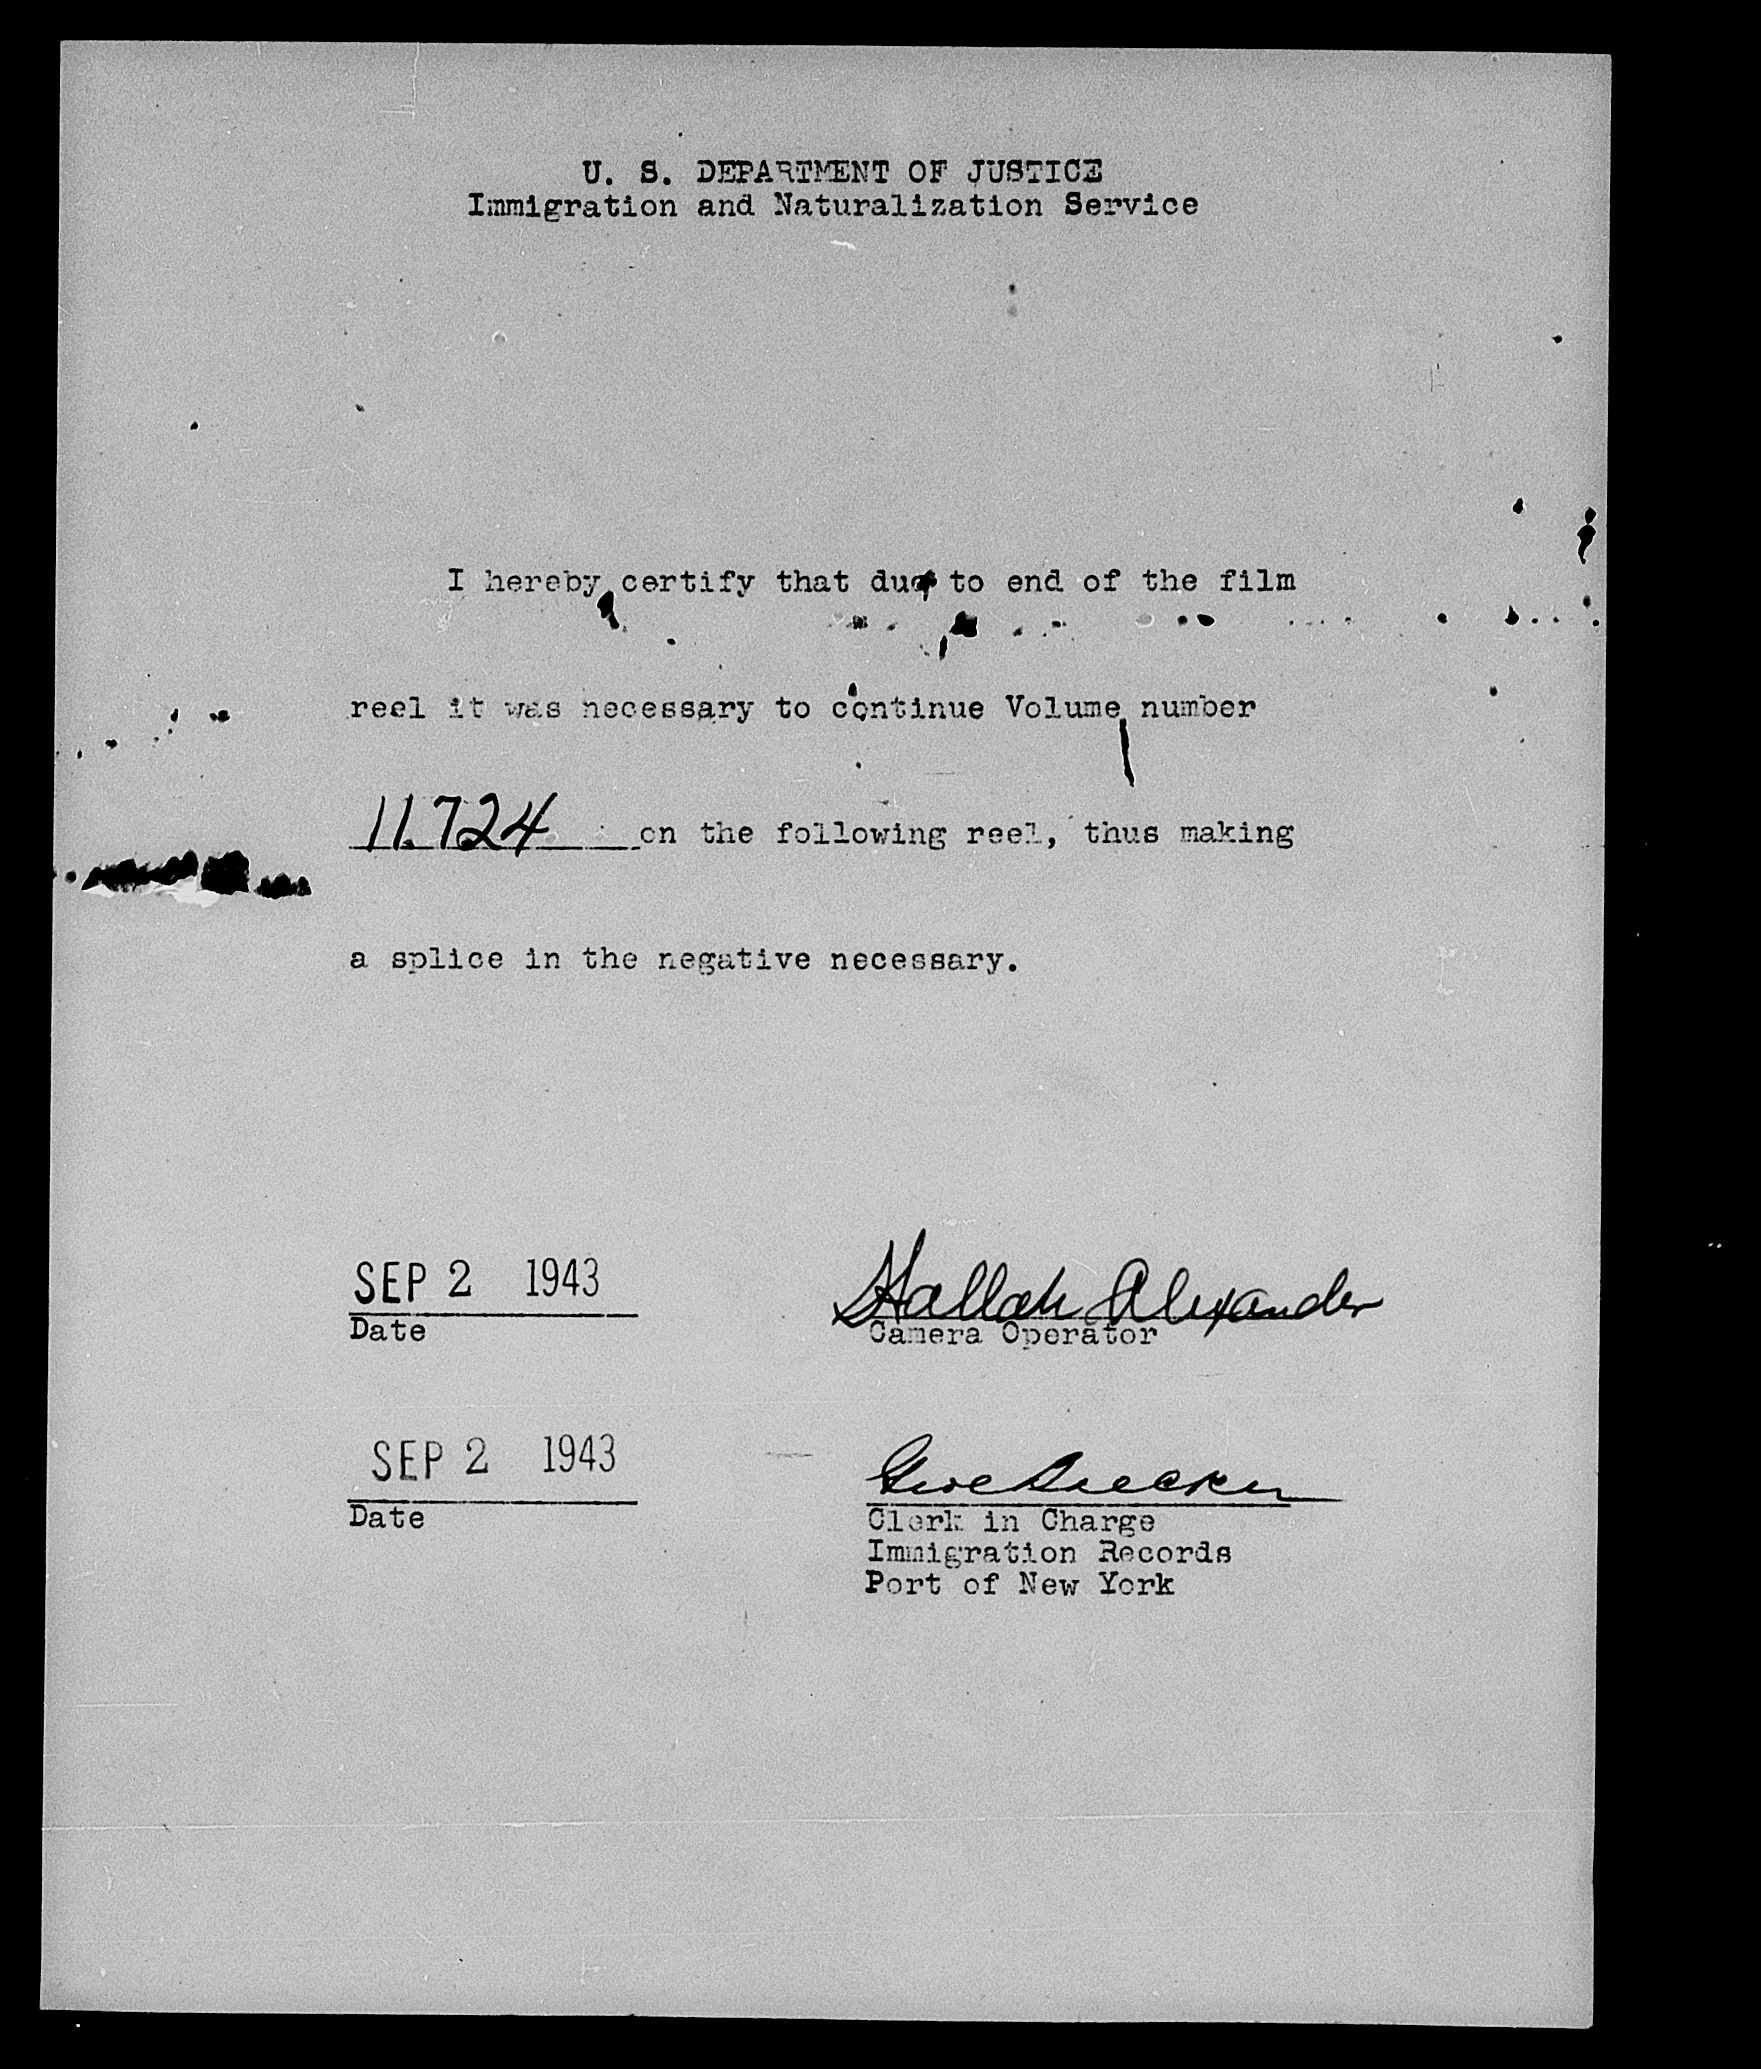 U. S. DEPARTMENT OF JUSTICE
Immigration and Naturalization Service
I hereby certify that due to end of the film
reel it was necessary to continue Volume number
11.724 on the following reel, thus making
a splice in the negative necessary.
SEP 2 1943
Date
Alexander
Camera Operator
SEP 2 1943
Date
Clerk in Charge
Immigration Records
Port of New York